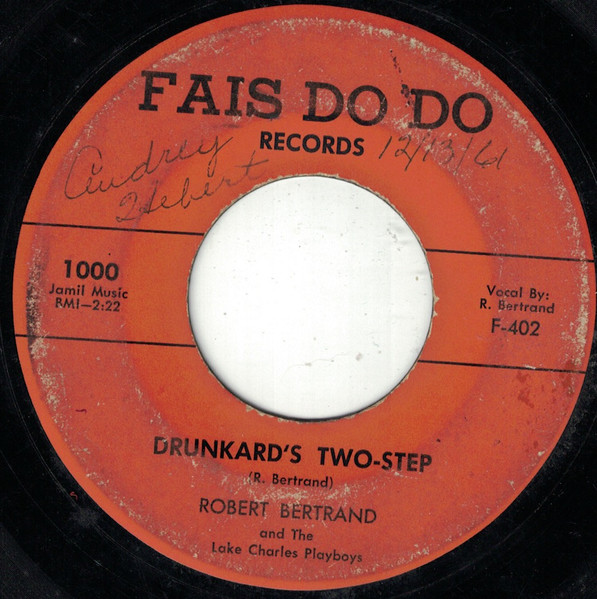 FAIS DO 'DO
RECORDS
12/13/61
Audrey
Hebert
1000
Jamil Music
BMI—2:22
Vocal By:
R. Bertrand
F-402
DRUNKARD'S TWO-STEP
(R. Bertrand)
ROBERT BERTRAND
and The
Lake Charles Playboys